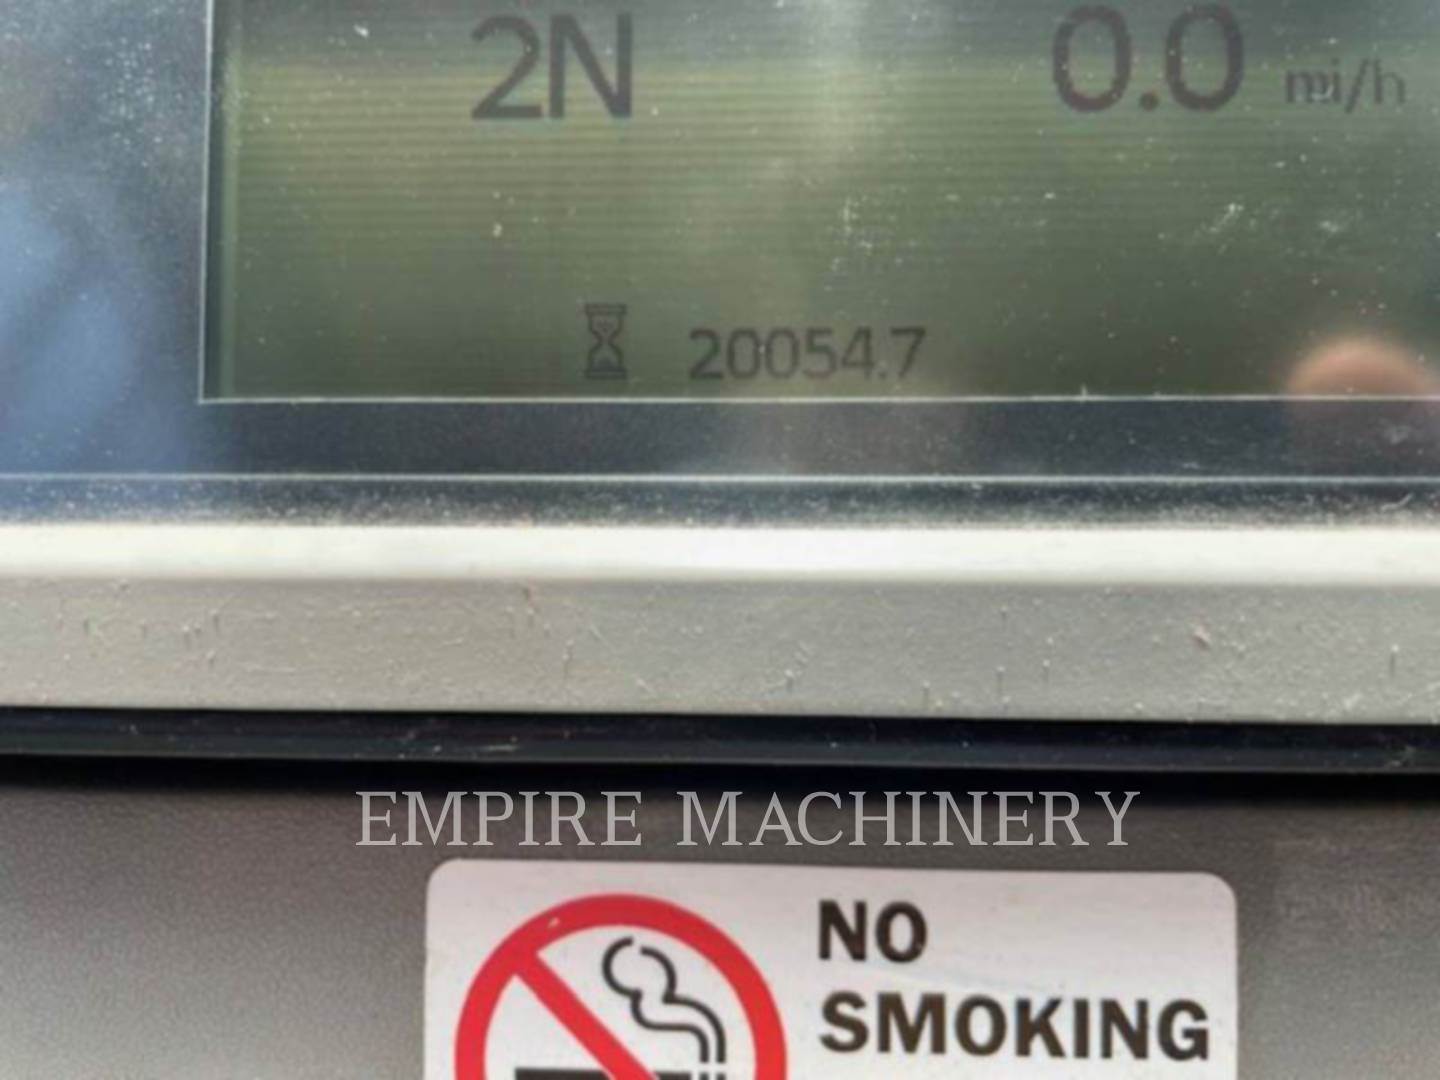 2N 0.0 mi/h
20054.7
EMPIRE MACHINERY
NO
SMOKING